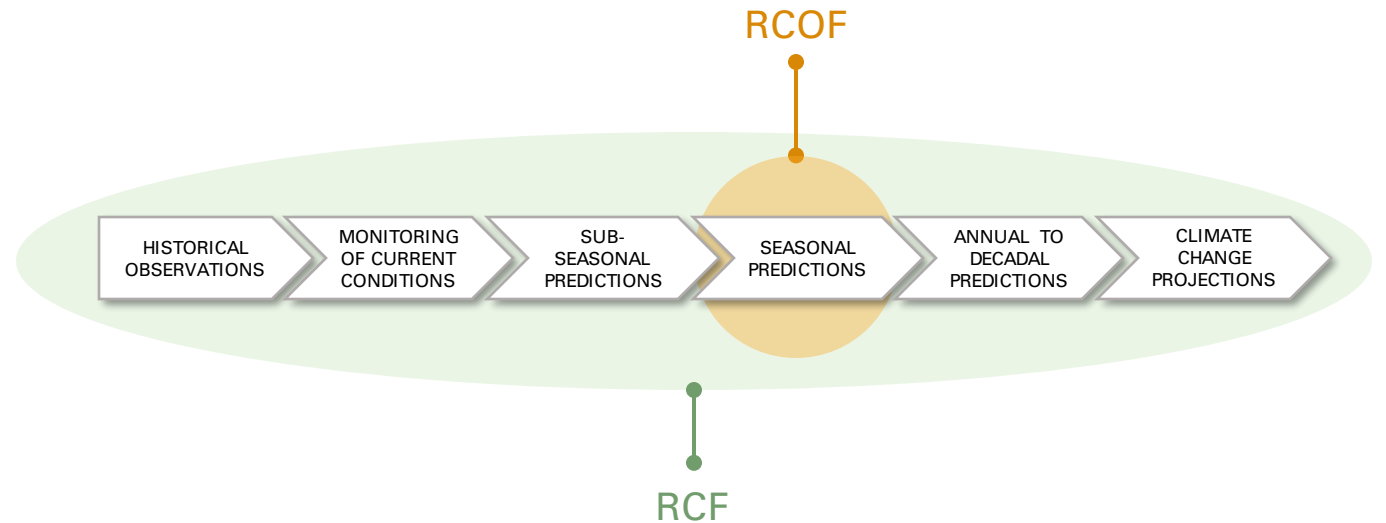 RCOF
HISTORICAL
OBSERVATIONS
MONITORING
OF CURRENT
CONDITIONS
SUB-
SEASONAL
PREDICTIONS
SEASONAL
PREDICTIONS
ANNUAL TO
DECADAL
PREDICTIONS
CLIMATE
CHANGE
PROJECTIONS
RCF